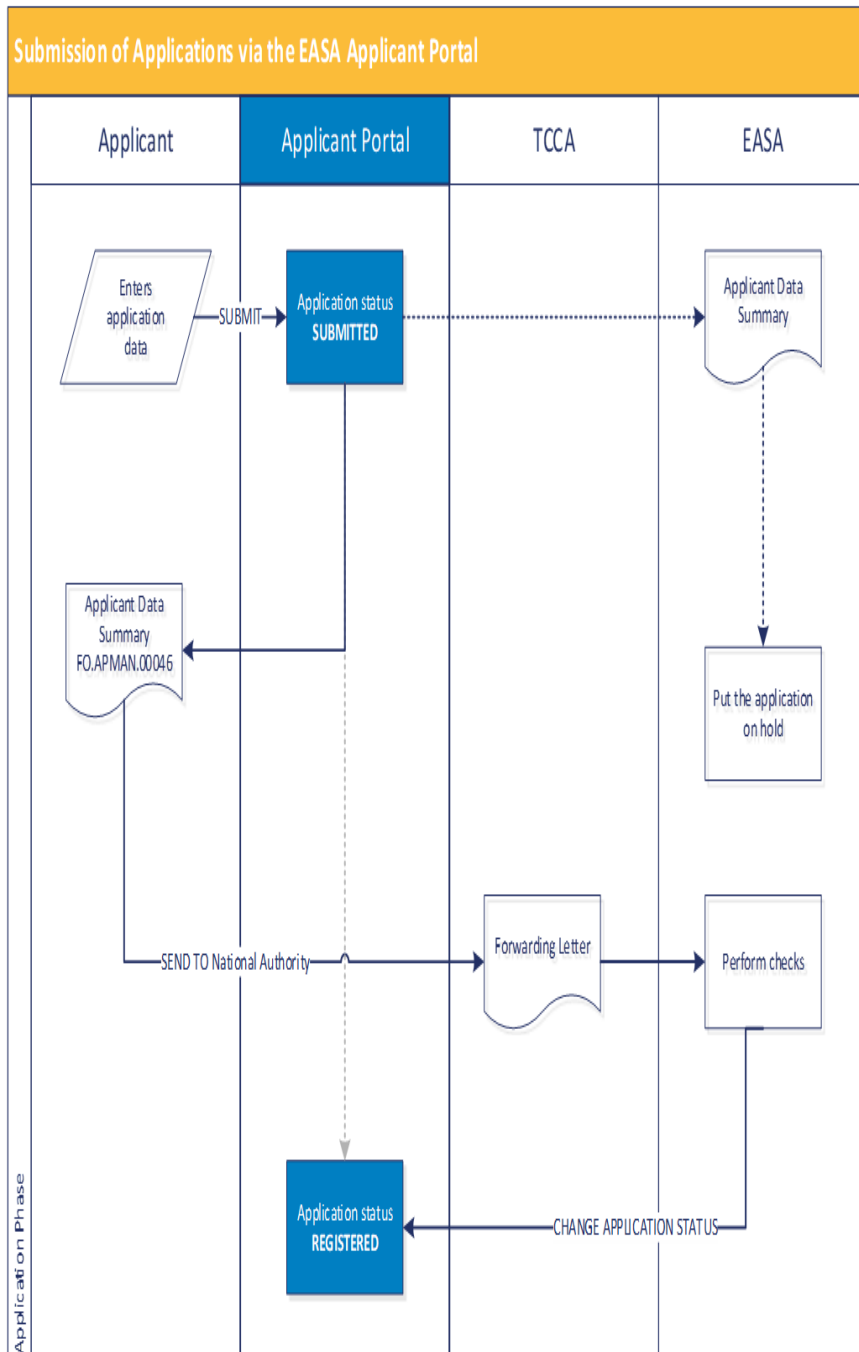 Submission of Applications via the EASA Applicant Portal
Applicant
Applicant Portal
TCCA
EASA
Enters
application
data
SUBMIT
Application status
SUBMITTED
Applicant Data
Summary
Applicant Data
Summary
FO.APMAN.00046
Put the application
on hold
SEND TO National Authority
Forwarding Letter
Perform checks
Application status
REGISTERED
CHANGE APPLICATION STATUS
Application Phase